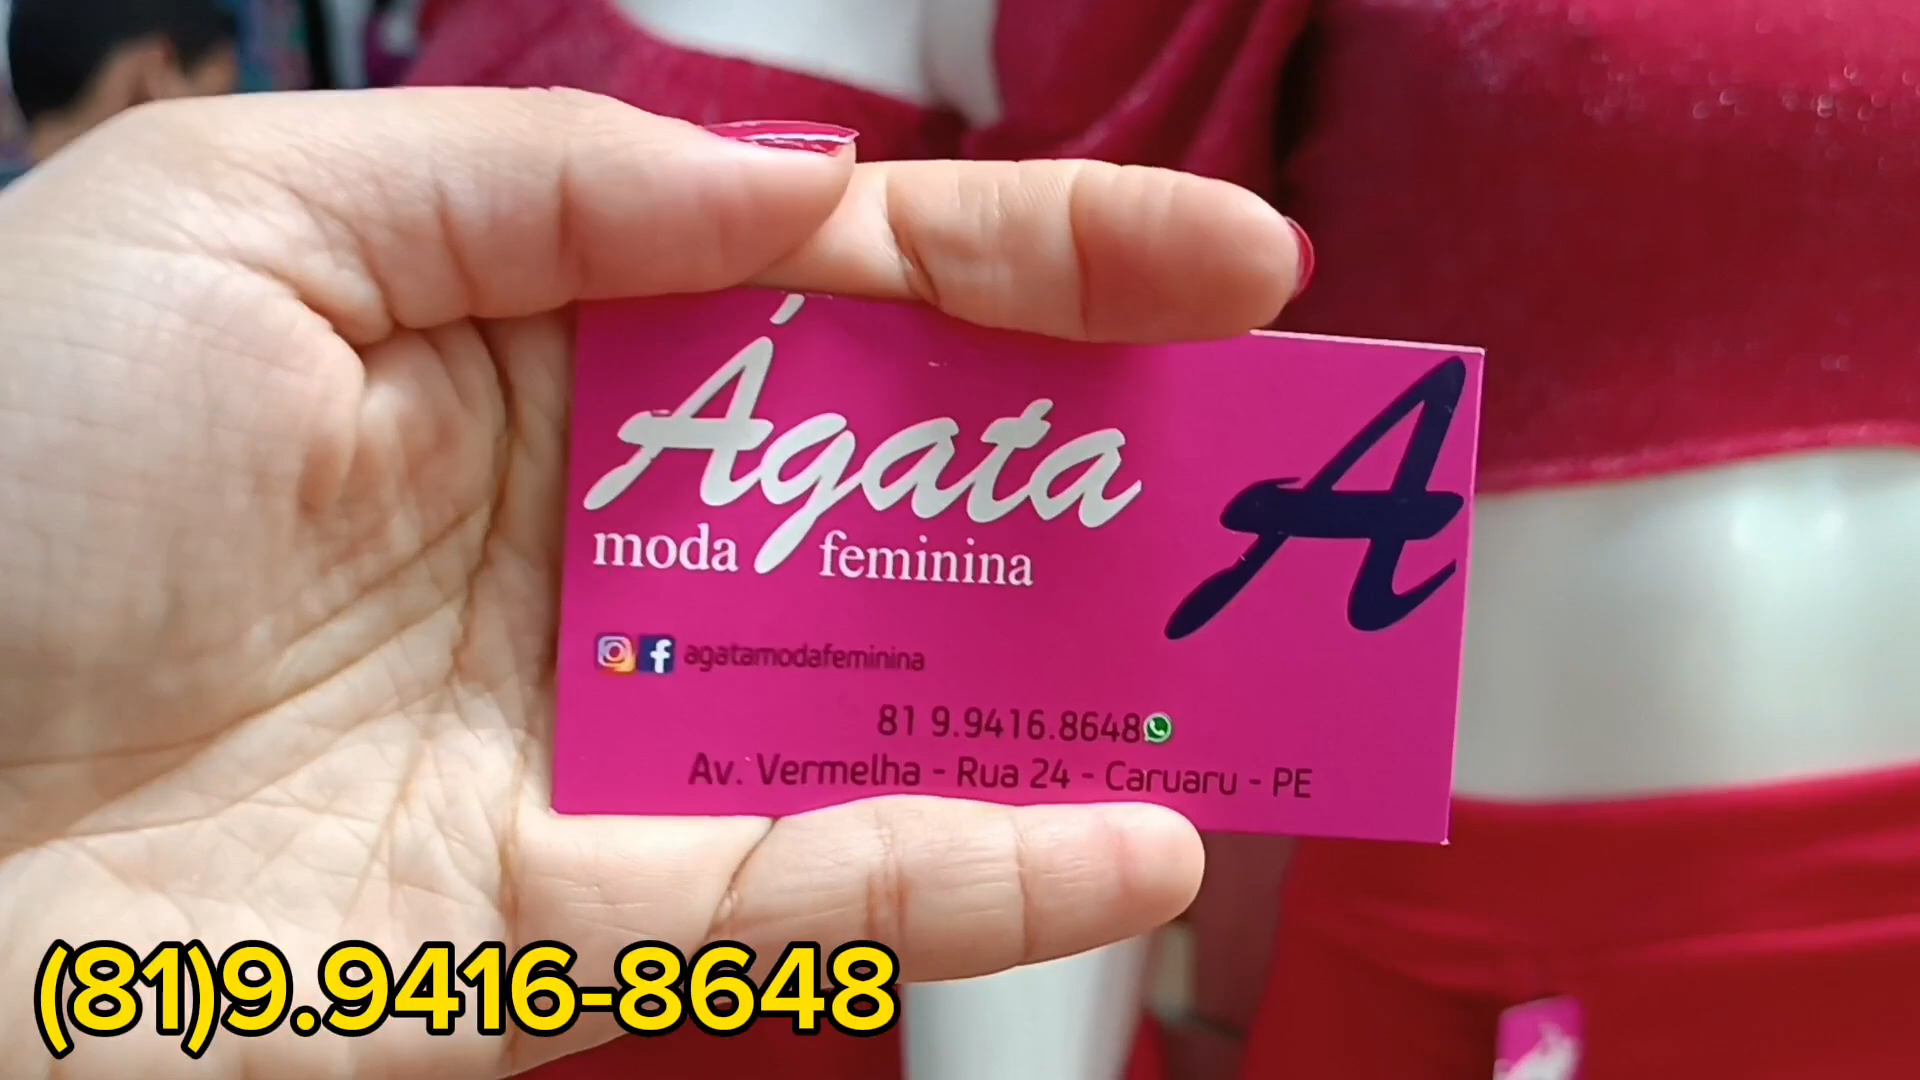 Ágata
moda feminina
A
agatamodafeminina
81 9.9416.8648
Av. Vermelha - Rua 24 - Caruaru - PE
(81)9.9416-8648